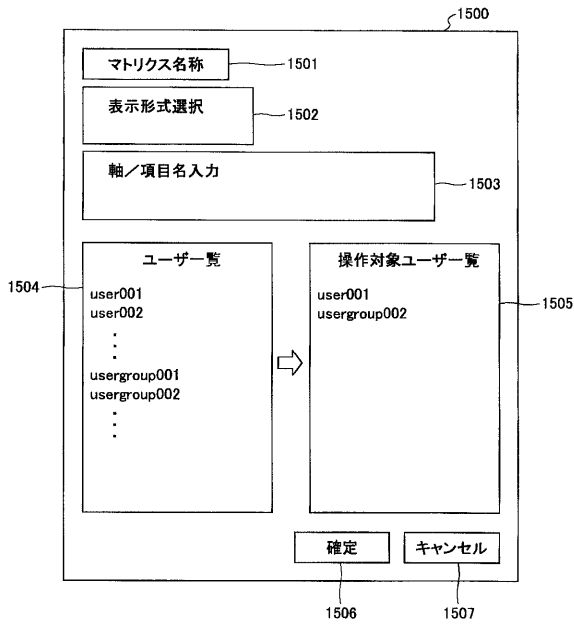 1500
マトリクス名称
1501
表示形式選択
1502
軸／項目名入力
1503
ユーザ一覧
1504
user001
user002
・
・
・
usergroup001
usergroup002
・
・
・
操作対象ユーザ一覧
user001
usergroup002
1505
確定
キャンセル
1506
1507